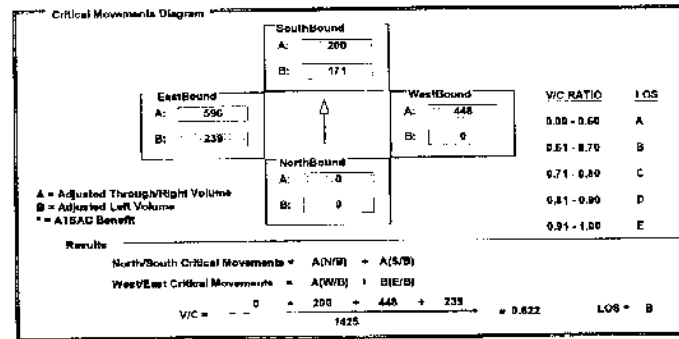 Critical Movements Diagram
SouthBound
A: 200
B: 171
EastBound
A: 596
B: 239
WestBound
A: 448
B: 0
NorthBound
A: 0
B: 0
V/C RATIO LOS
0.00 - 0.60 A
0.61 - 0.70 B
0.71 - 0.80 C
0.81 - 0.90 D
0.91 - 1.00 E
A = Adjusted Through/Right Volume
B = Adjusted Left Volume
* = ATSAC Benefit
Results
North/South Critical Movements = A(N/B) + A(S/B)
West/East Critical Movements = A(W/B) + B(E/B)
V/C = 0 + 200 + 448 + 239 = 0.622 LOS = B
1425